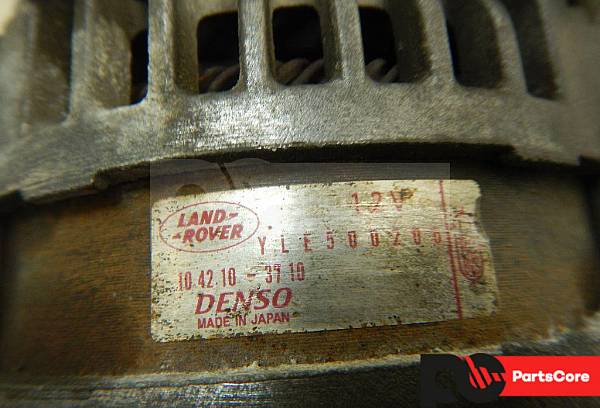 LAND-
-ROVER
12V
YLE500200
104210-3710
DENSO
MADE IN JAPAN
PartsCore